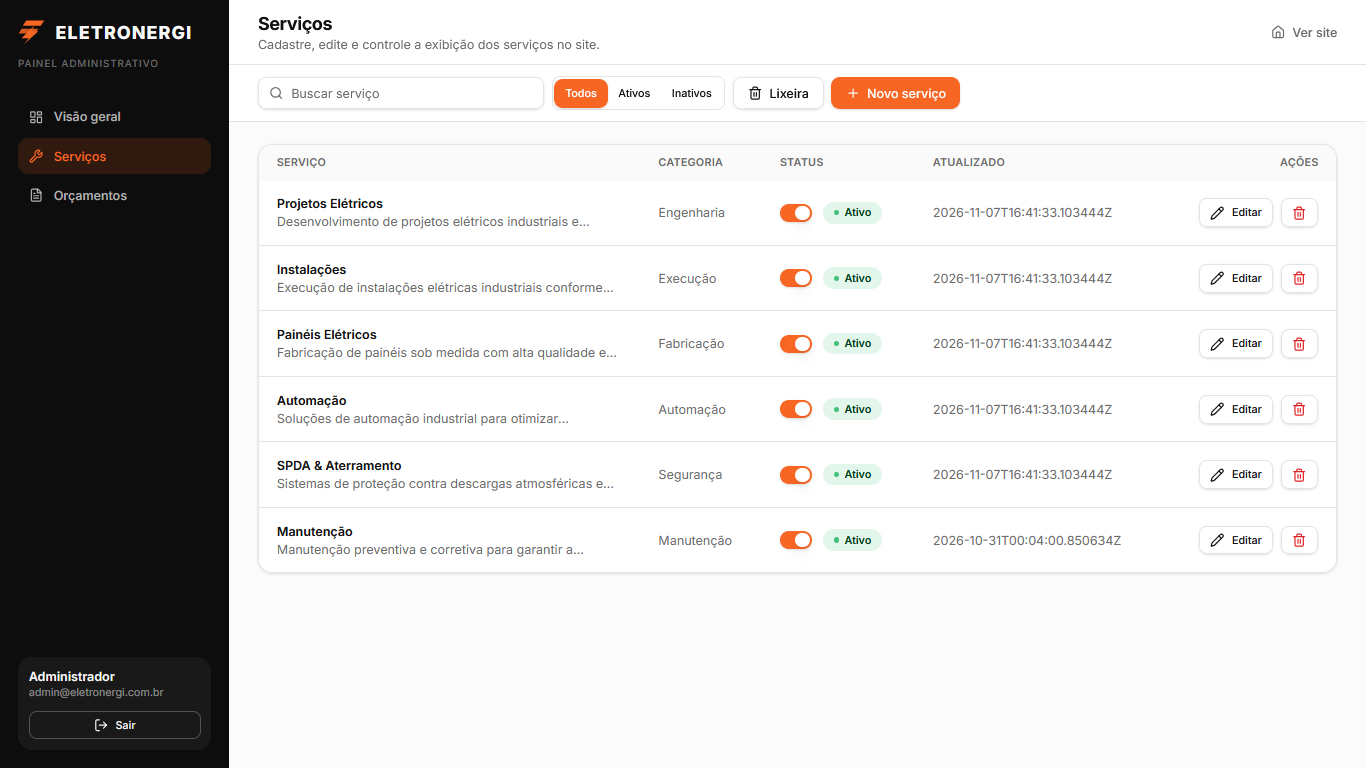 ELETRONERGI
PAINEL ADMINISTRATIVO
Visão geral
Serviços
Orçamentos
Administrador
admin@eletronergi.com.br
Sair
Serviços
Cadastre, edite e controle a exibição dos serviços no site.
Ver site
Buscar serviço
Todos Ativos Inativos
Lixeira
+ Novo serviço
SERVIÇO CATEGORIA STATUS ATUALIZADO AÇÕES
Projetos Elétricos
Desenvolvimento de projetos elétricos industriais e...
Engenharia Ativo 2026-11-07T16:41:33.103444Z Editar
Instalações
Execução de instalações elétricas industriais conforme...
Execução Ativo 2026-11-07T16:41:33.103444Z Editar
Painéis Elétricos
Fabricação de painéis sob medida com alta qualidade e...
Fabricação Ativo 2026-11-07T16:41:33.103444Z Editar
Automação
Soluções de automação industrial para otimizar...
Automação Ativo 2026-11-07T16:41:33.103444Z Editar
SPDA & Aterramento
Sistemas de proteção contra descargas atmosféricas e...
Segurança Ativo 2026-11-07T16:41:33.103444Z Editar
Manutenção
Manutenção preventiva e corretiva para garantir a...
Manutenção Ativo 2026-10-31T00:04:00.850634Z Editar